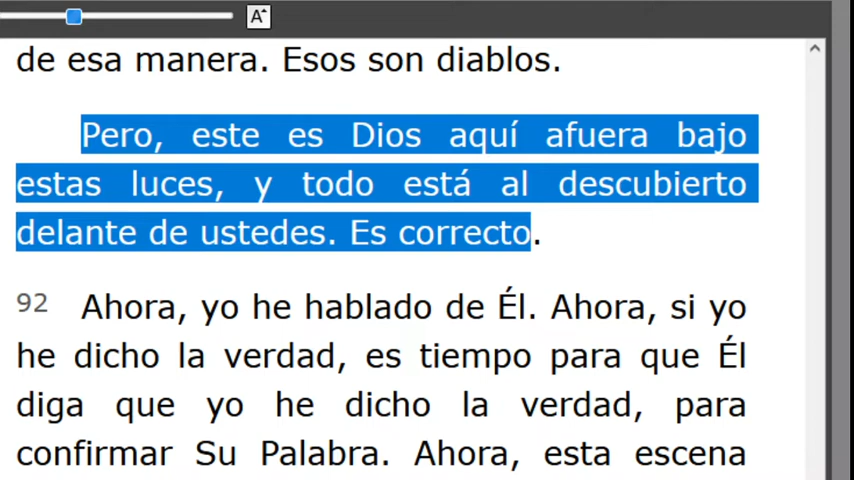 A
de esa manera. Esos son diablos.
Pero, este es Dios aquí afuera bajo
estas luces, y todo está al descubierto
delante de ustedes. Es correcto.
92 Ahora, yo he hablado de Él. Ahora, si yo
he dicho la verdad, es tiempo para que Él
diga que yo he dicho la verdad, para
confirmar Su Palabra. Ahora, esta escena